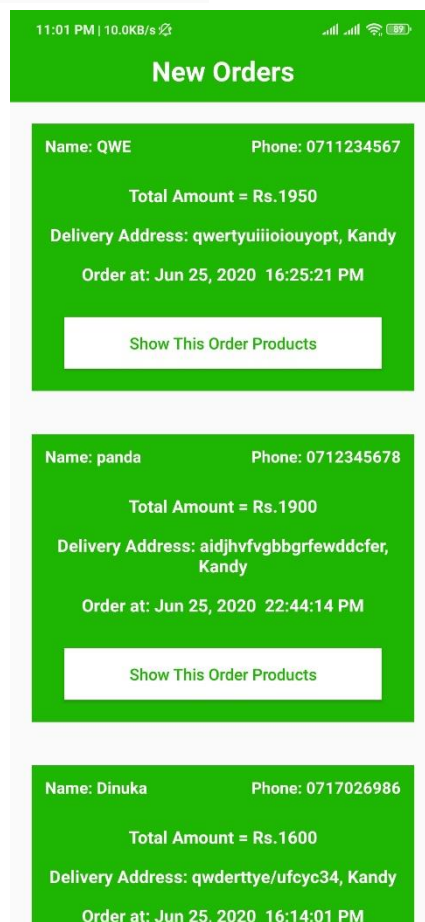 11:01 PM | 10.0KB/s
89
New Orders
Name: QWE Phone: 0711234567
Total Amount = Rs.1950
Delivery Address: qwertyuiiioiouyopt, Kandy
Order at: Jun 25, 2020 16:25:21 PM
Show This Order Products
Name: panda Phone: 0712345678
Total Amount = Rs.1900
Delivery Address: aidjhvfvgbbgrfewddcfer,
Kandy
Order at: Jun 25, 2020 22:44:14 PM
Show This Order Products
Name: Dinuka Phone: 0717026986
Total Amount = Rs.1600
Delivery Address: qwderttye/ufcyc34, Kandy
Order at: Jun 25, 2020 16:14:01 PM